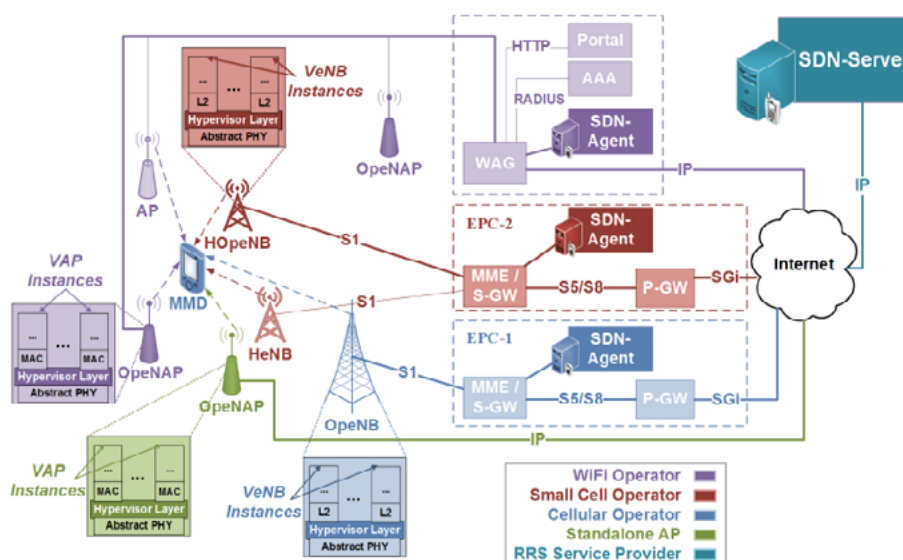 VeNB
Instances
...
...
...
L2
L2
Hypervisor Layer
Abstract PHY
HTTP
Portal
AAA
RADIUS
SDN-
Agent
WAG
IP
SDN-Server
IP
AP
OpeNAP
HOpeNB
S1
EPC-2
SDN-
Agent
MME /
S-GW
S5/S8
P-GW
SGi
Internet
VAP
Instances
MMD
S1
HeNB
...
...
...
MAC
MAC
Hypervisor Layer
Abstract PHY
OpeNAP
OpeNAP
EPC-1
SDN-
Agent
S1
MME /
S-GW
S5/S8
P-GW
SGi
OpeNB
IP
VAP
Instances
...
...
...
MAC
MAC
Hypervisor Layer
Abstract PHY
VeNB
Instances
...
...
...
L2
L2
Hypervisor Layer
Abstract PHY
WiFi Operator
Small Cell Operator
Cellular Operator
Standalone AP
RRS Service Provider